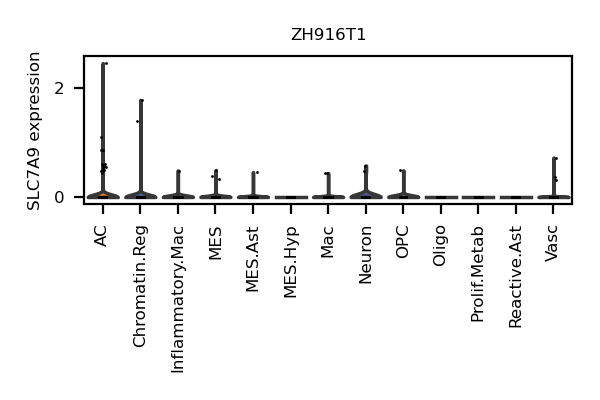 ZH916T1
SLC7A9 expression
2
0
AC
Chromatin.Reg
Inflammatory.Mac
MES
MES.Ast
MES.Hyp
Mac
Neuron
OPC
Oligo
Prolif.Metab
Reactive.Ast
Vasc